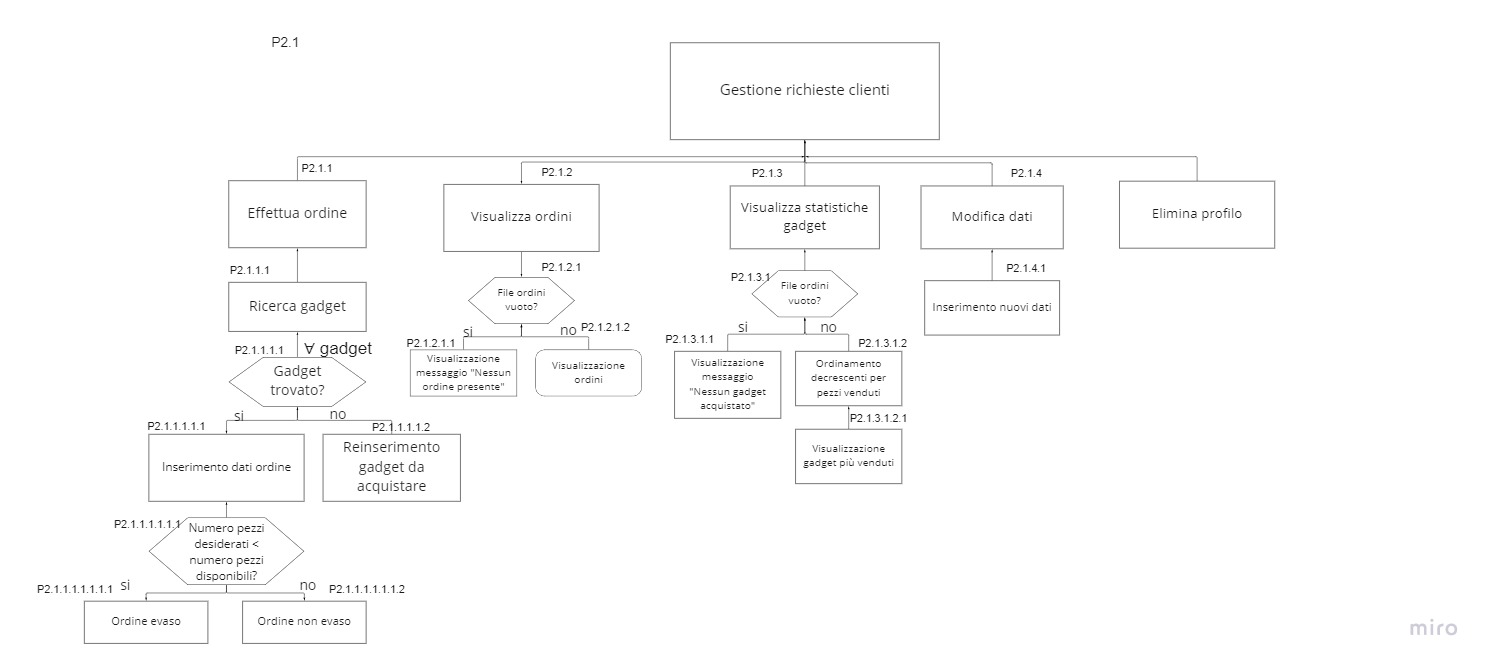 P2.1
Gestione richieste clienti
P2.1.1
P2.1.2
P2.1.3
P2.1.4
Effettua ordine
Visualizza ordini
Visualizza statistiche
gadget
Modifica dati
Elimina profilo
P2.1.1.1
P2.1.2.1
P2.1.3.1
P2.1.4.1
Ricerca gadget
File ordini
vuoto?
File ordini
vuoto?
Inserimento nuovi dati
si
no
P2.1.2.1.2
si
no
P2.1.1.1.1
∀ gadget
P2.1.2.1.1
P2.1.3.1.1
P2.1.3.1.2
Gadget
trovato?
Visualizzazione
messaggio "Nessun
ordine presente"
Visualizzazione
ordini
Visualizzazione
messaggio
"Nessun gadget
acquistato"
Ordinamento
decrescenti per
pezzi venduti
si
no
P2.1.3.1.2.1
P2.1.1.1.1.1
P2.1.1.1.1.2
Inserimento dati ordine
Reinserimento
gadget da
acquistare
Visualizzazione
gadget più venduti
P2.1.1.1.1.1.1
Numero pezzi
desiderati <
numero pezzi
disponibili?
P2.1.1.1.1.1.1.1
si
no
P2.1.1.1.1.1.1.2
Ordine evaso
Ordine non evaso
miro